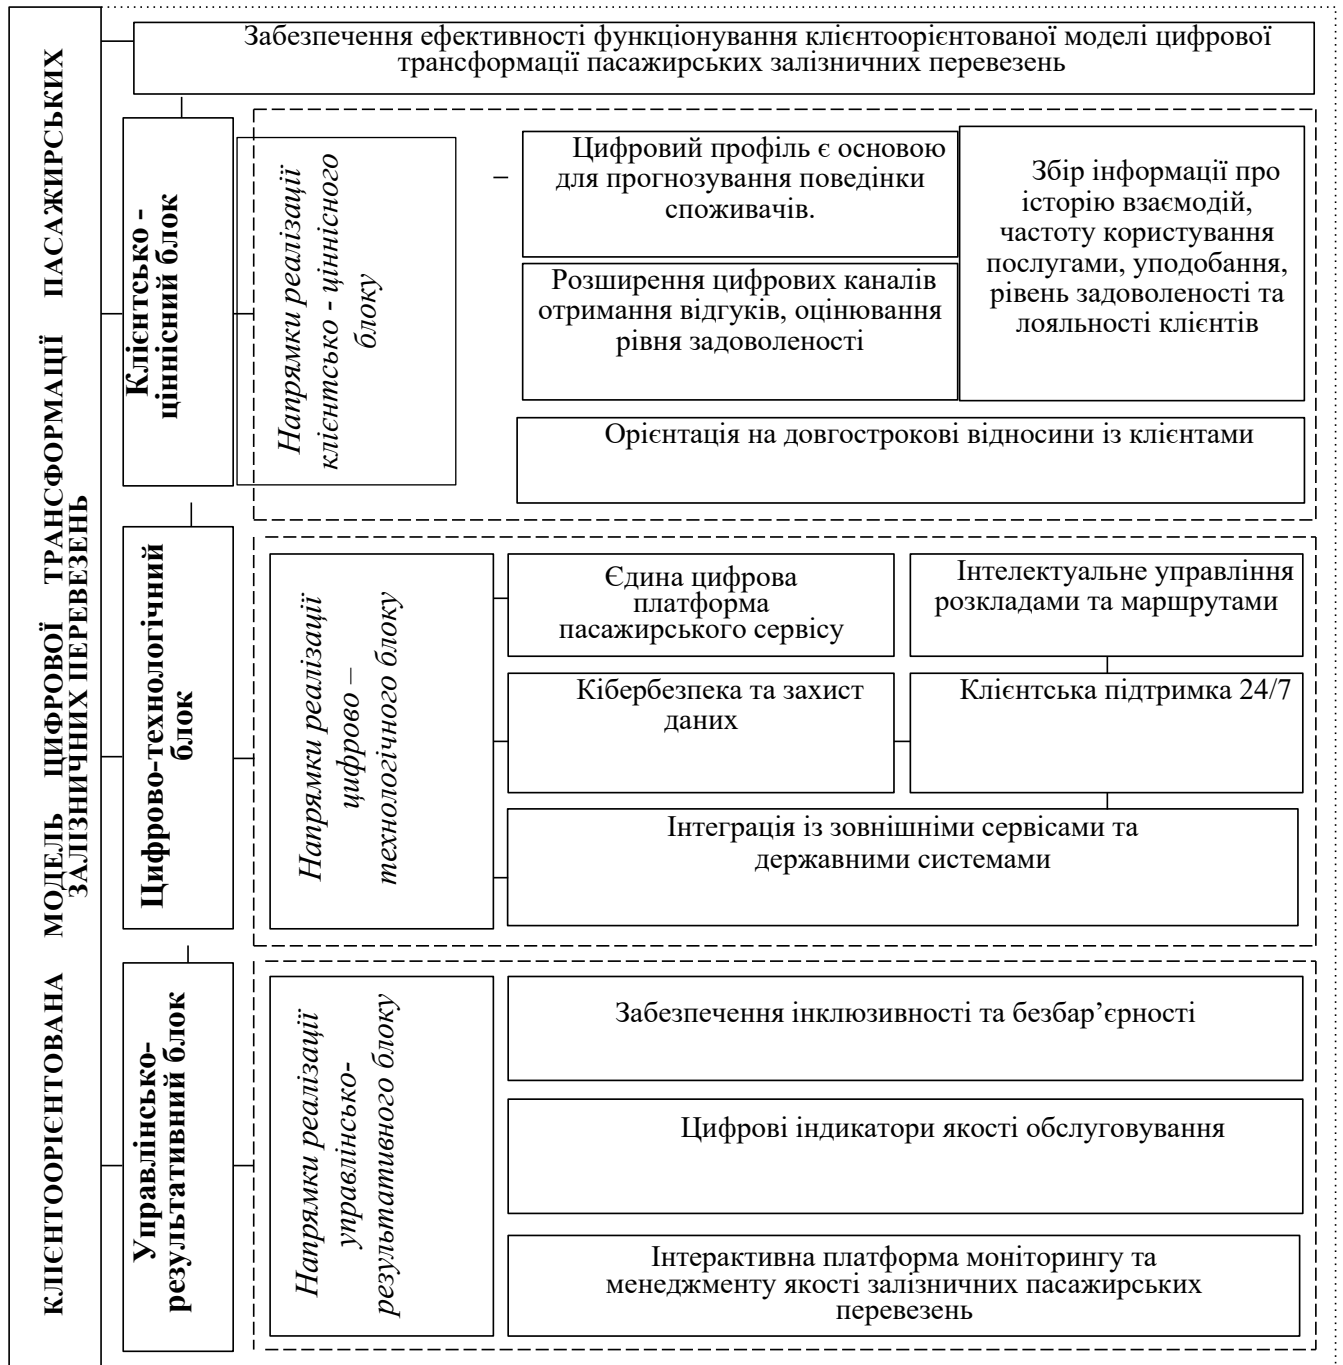 КЛІЄНТООРІЄНТОВАНА МОДЕЛЬ ЦИФРОВОЇ ТРАНСФОРМАЦІЇ ПАСАЖИРСЬКИХ
ЗАЛІЗНИЧНИХ ПЕРЕВЕЗЕНЬ
Забезпечення ефективності функціонування клієнтоорієнтованої моделі цифрової
трансформації пасажирських залізничних перевезень
Клієнтсько -
ціннісний блок
Напрямки реалізації
клієнтсько - ціннісного
блоку
–
Цифровий профіль є основою
для прогнозування поведінки
споживачів.
Розширення цифрових каналів
отримання відгуків, оцінювання
рівня задоволеності
Збір інформації про
історію взаємодій,
частоту користування
послугами, уподобання,
рівень задоволеності та
лояльності клієнтів
Орієнтація на довгострокові відносини із клієнтами
Цифрово-технологічний
блок
Напрямки реалізації
цифрово –
технологічного блоку
Єдина цифрова
платформа
пасажирського сервісу
Інтелектуальне управління
розкладами та маршрутами
Кібербезпека та захист
даних
Клієнтська підтримка 24/7
Інтеграція із зовнішніми сервісами та
державними системами
Управлінсько-
результативний блок
Напрямки реалізації
управлінсько-
результативного блоку
Забезпечення інклюзивності та безбар’єрності
Цифрові індикатори якості обслуговування
Інтерактивна платформа моніторингу та
менеджменту якості залізничних пасажирських
перевезень